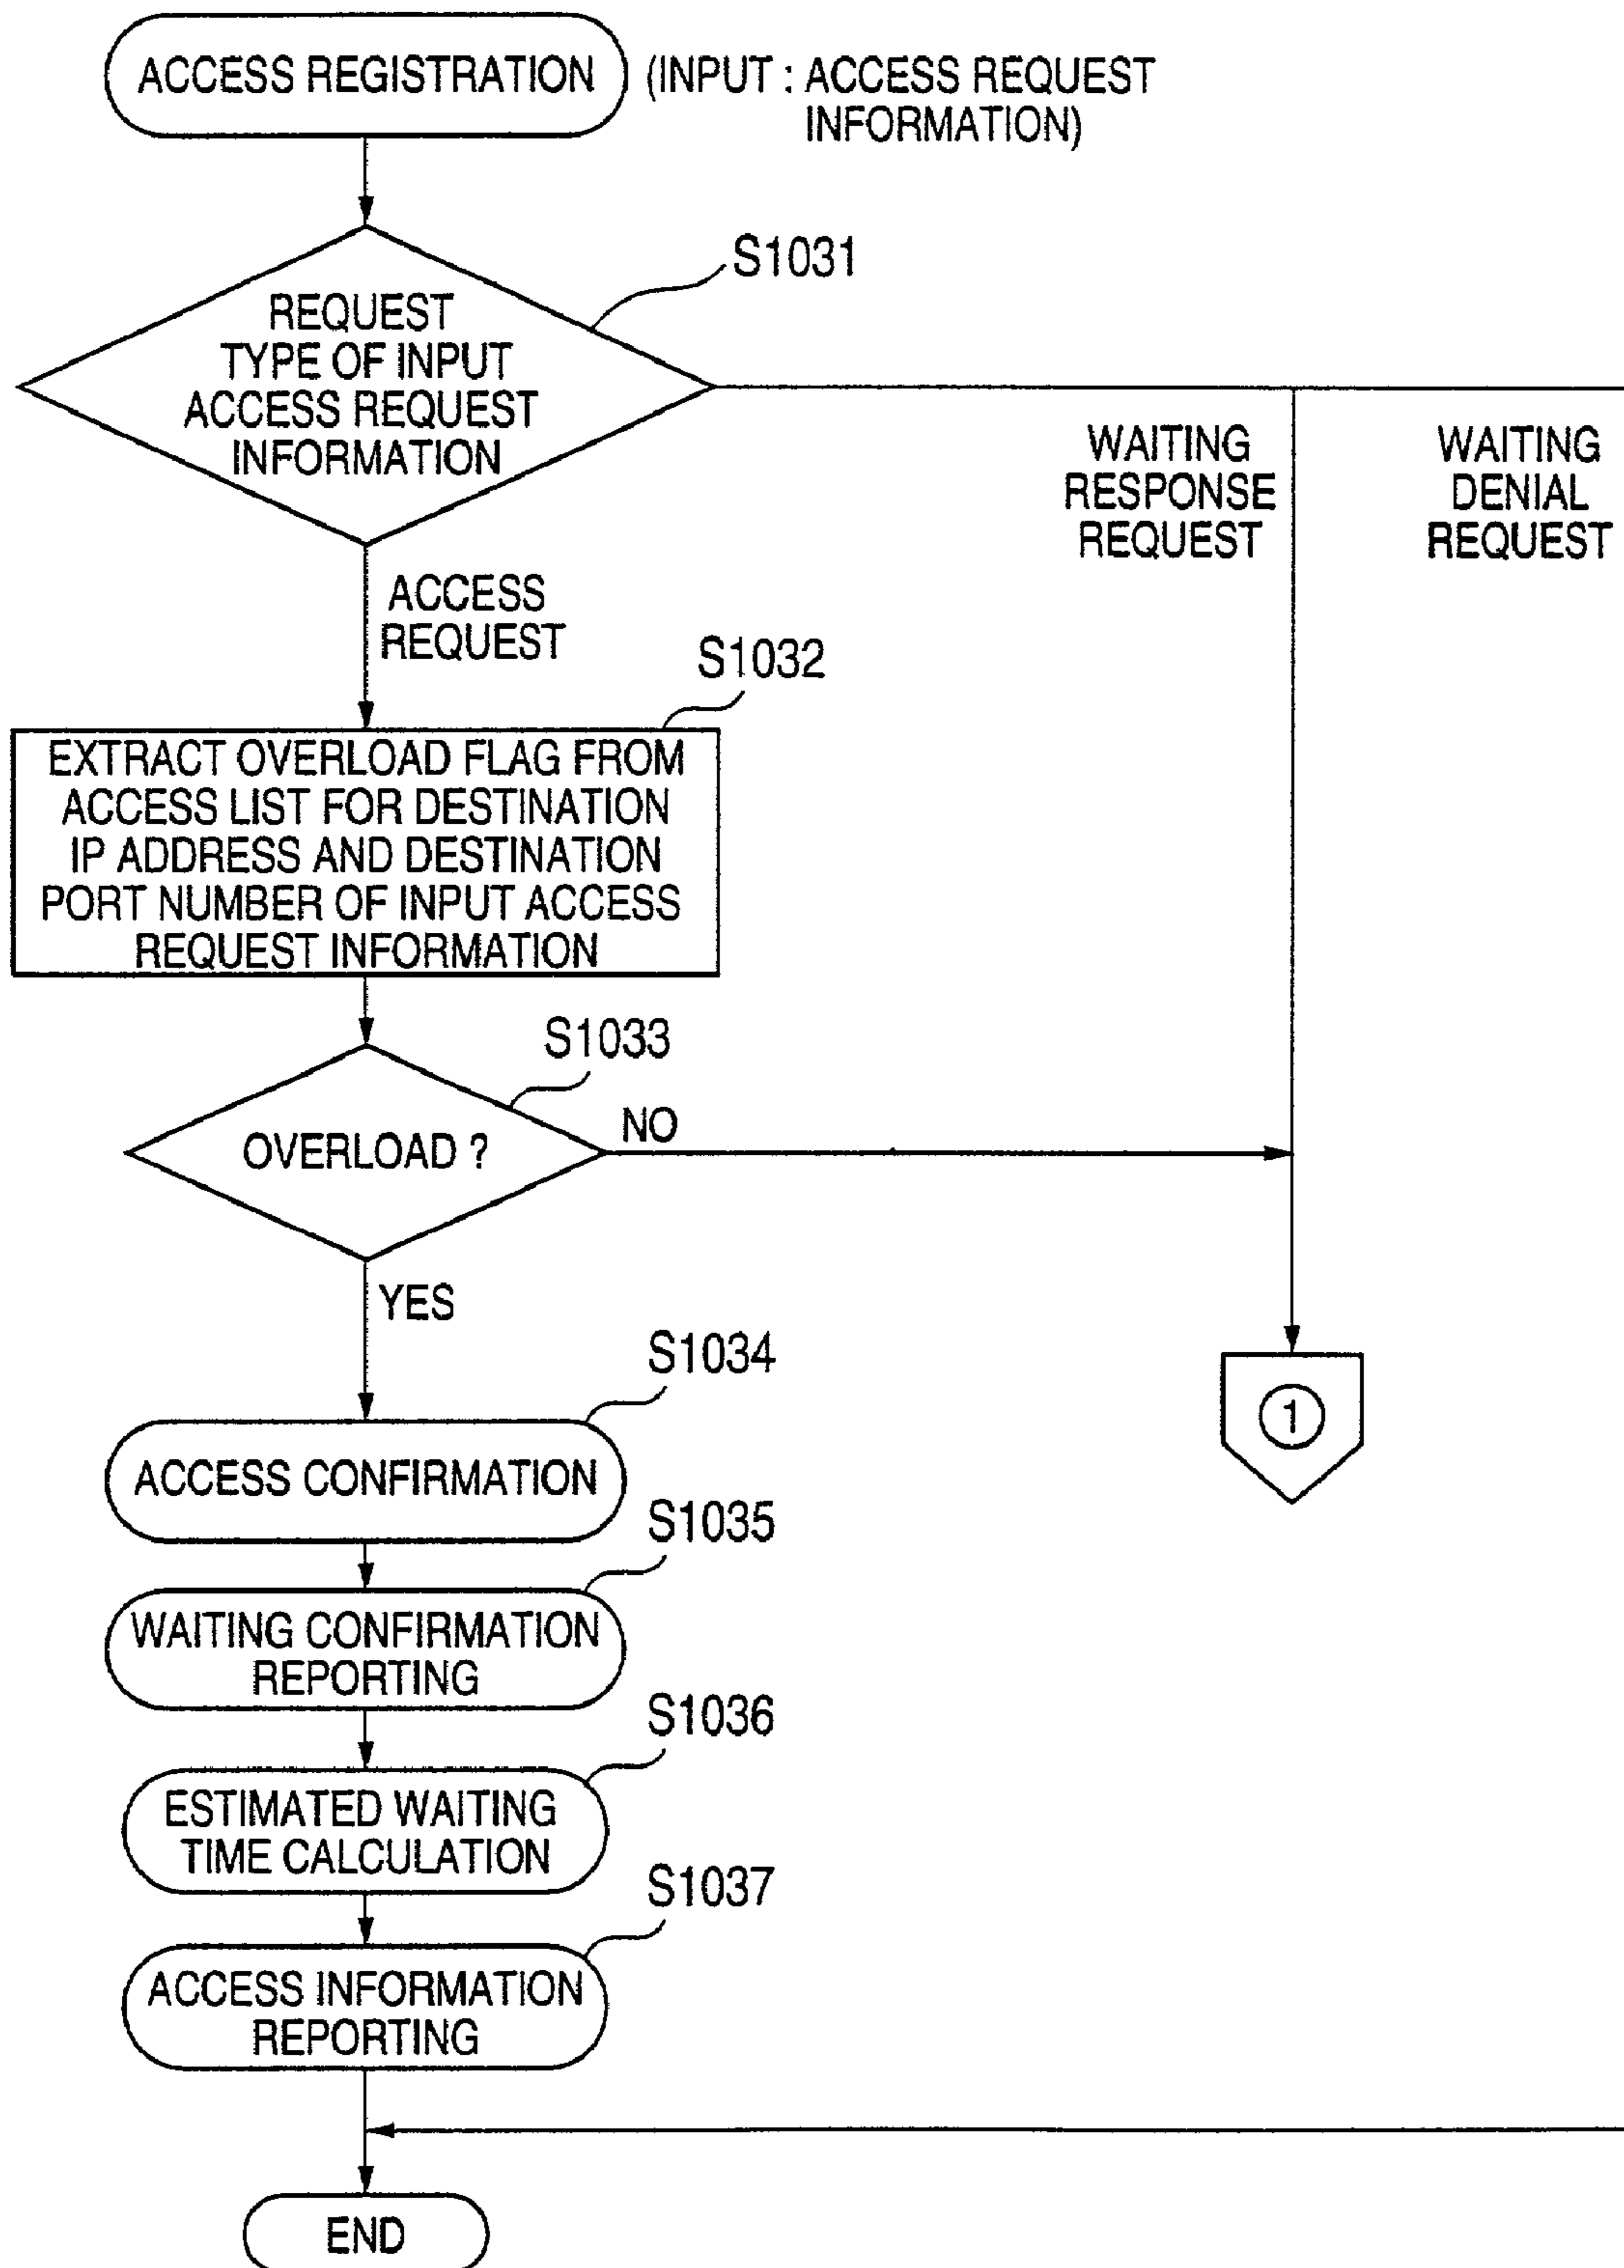 ACCESS REGISTRATION
(INPUT : ACCESS REQUEST
INFORMATION)
S1031
REQUEST
TYPE OF INPUT
ACCESS REQUEST
INFORMATION
WAITING
RESPONSE
REQUEST
WAITING
DENIAL
REQUEST
ACCESS
REQUEST
S1032
EXTRACT OVERLOAD FLAG FROM
ACCESS LIST FOR DESTINATION
IP ADDRESS AND DESTINATION
PORT NUMBER OF INPUT ACCESS
REQUEST INFORMATION
S1033
OVERLOAD ?
NO
YES
1
S1034
ACCESS CONFIRMATION
S1035
WAITING CONFIRMATION
REPORTING
S1036
ESTIMATED WAITING
TIME CALCULATION
S1037
ACCESS INFORMATION
REPORTING
END